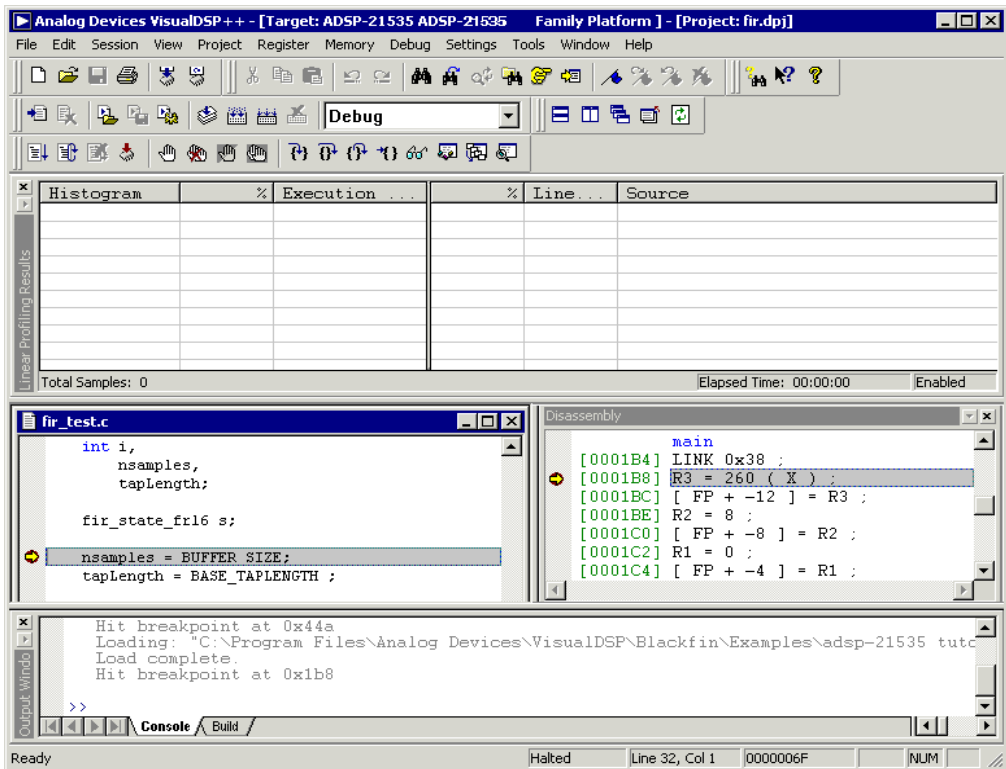 Analog Devices VisualDSP++ - [Target: ADSP-21535 ADSP-21535 Family Platform ] - [Project: fir.dpj]
File Edit Session View Project Register Memory Debug Settings Tools Window Help
Debug
Histogram % Execution ... % Line... Source
Linear Profiling Results
Total Samples: 0 Elapsed Time: 00:00:00 Enabled
fir_test.c
int i,
nsamples,
tapLength;
fir_state_fr16 s;
nsamples = BUFFER_SIZE;
tapLength = BASE_TAPLENGTH ;
Disassembly
main
[0001B4] LINK 0x38 ;
[0001B8] R3 = 260 ( X ) ;
[0001BC] [ FP + -12 ] = R3 ;
[0001BE] R2 = 8 ;
[0001C0] [ FP + -8 ] = R2 ;
[0001C2] R1 = 0 ;
[0001C4] [ FP + -4 ] = R1 ;
Output Windo
Hit breakpoint at 0x44a
Loading: "C:\Program Files\Analog Devices\VisualDSP\Blackfin\Examples\adsp-21535 tuto
Load complete.
Hit breakpoint at 0x1b8
>>
Console Build
Ready Halted Line 32, Col 1 0000006F NUM